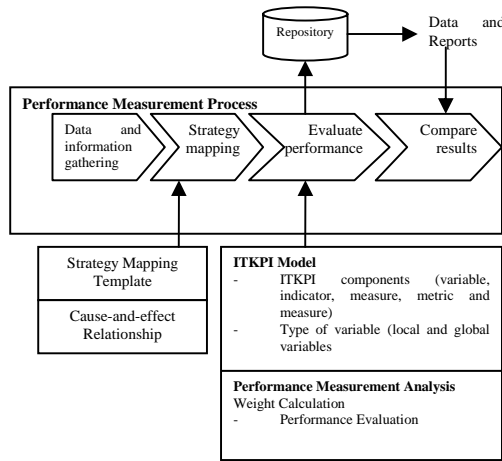 Repository
Data and
Reports
Performance Measurement Process
Data and
information
gathering
Strategy
mapping
Evaluate
performance
Compare
results
Strategy Mapping
Template
Cause-and-effect
Relationship
ITKPI Model
- ITKPI components (variable,
indicator, measure, metric and
measure)
- Type of variable (local and global
variables
Performance Measurement Analysis
Weight Calculation
- Performance Evaluation